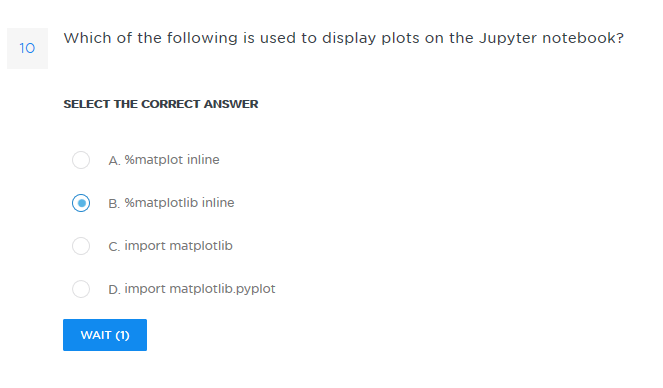 10
Which of the following is used to display plots on the Jupyter notebook?
SELECT THE CORRECT ANSWER
A. %matplot inline
B. %matplotlib inline
C. import matplotlib
D. import matplotlib.pyplot
WAIT (1)